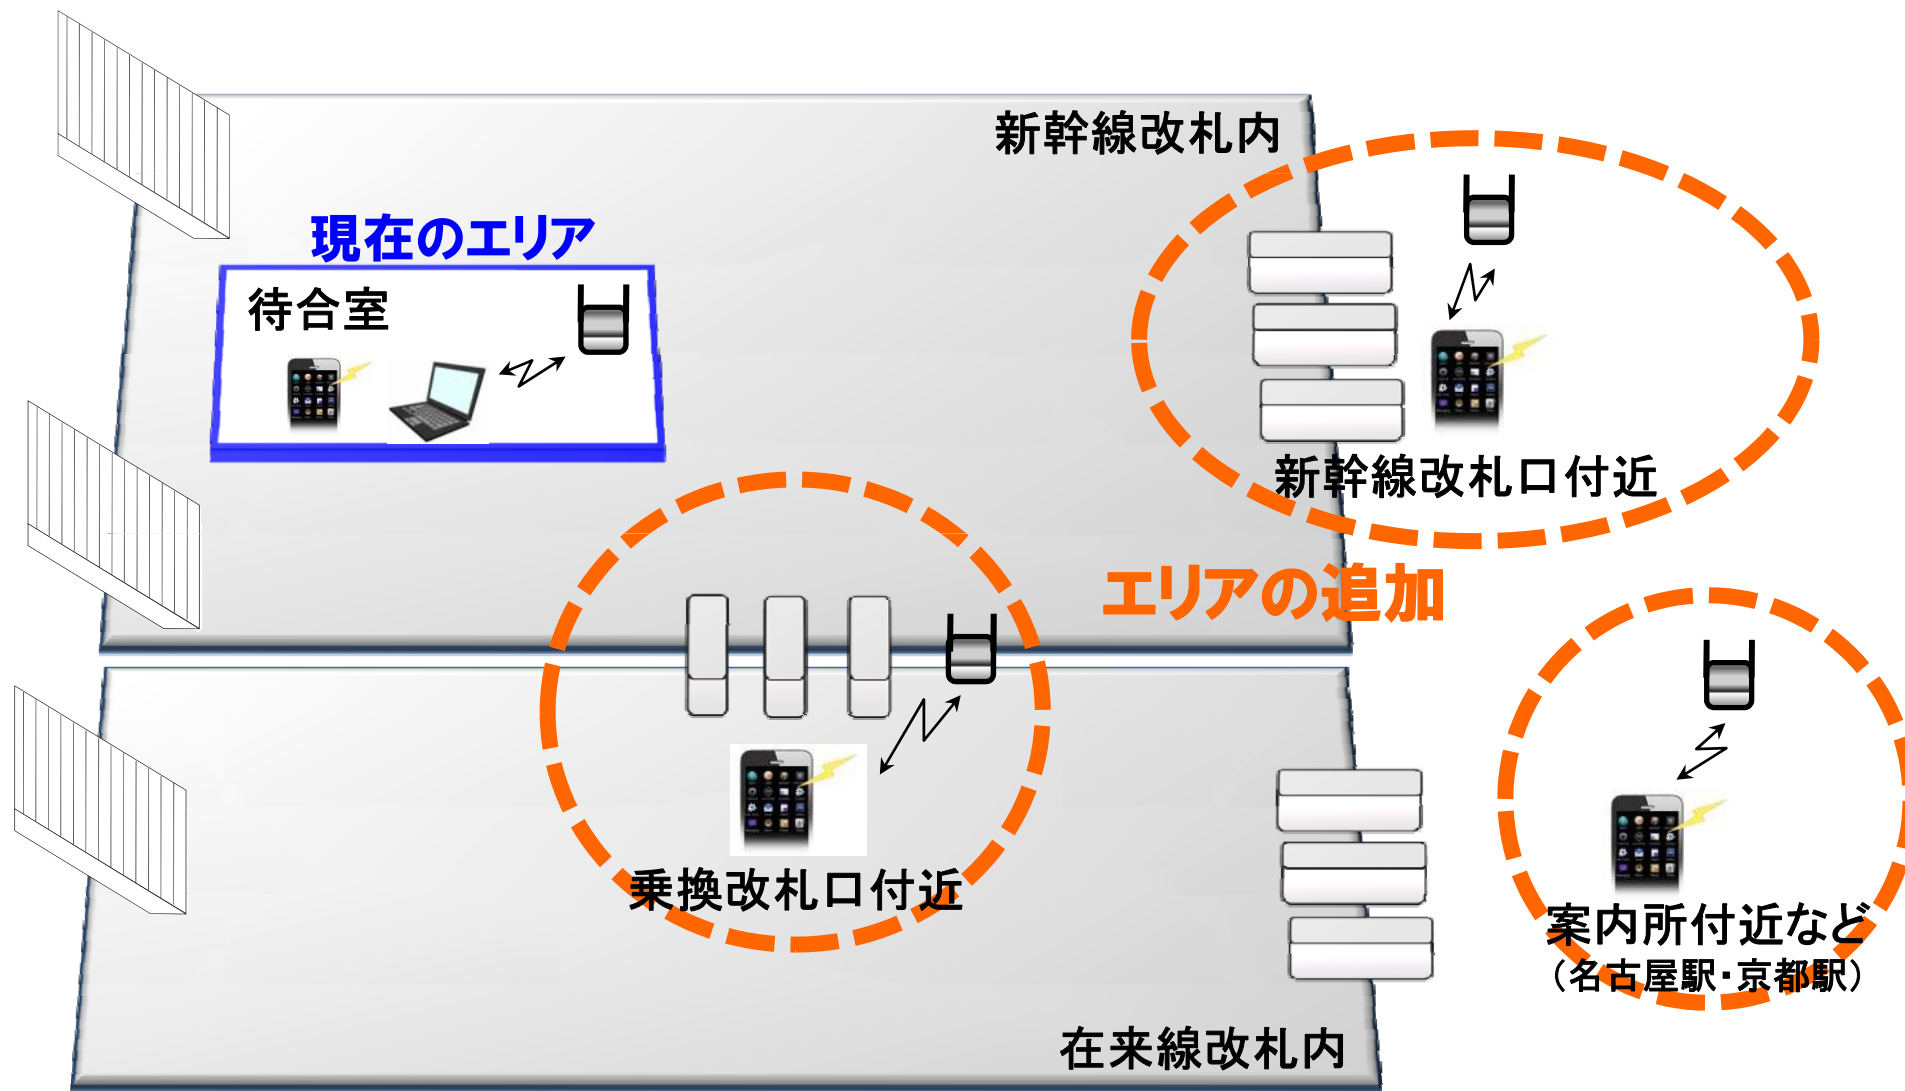 新幹線改札内
現在のエリア
待合室
新幹線改札口付近
エリアの追加
乗換改札口付近
案内所付近など
（名古屋駅・京都駅）
在来線改札内